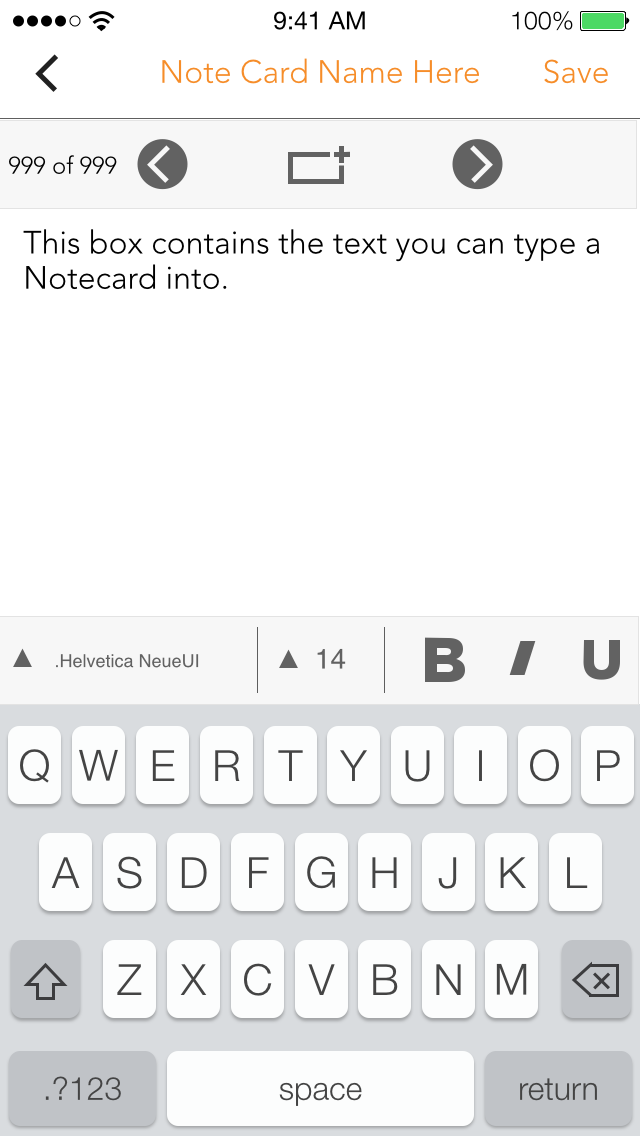 9:41 AM 100%
Note Card Name Here Save
999 of 999
This box contains the text you can type a
Notecard into.
.Helvetica NeueUI 14 B I U
Q W E R T Y U I O P
A S D F G H J K L
Z X C V B N M
.?123 space return